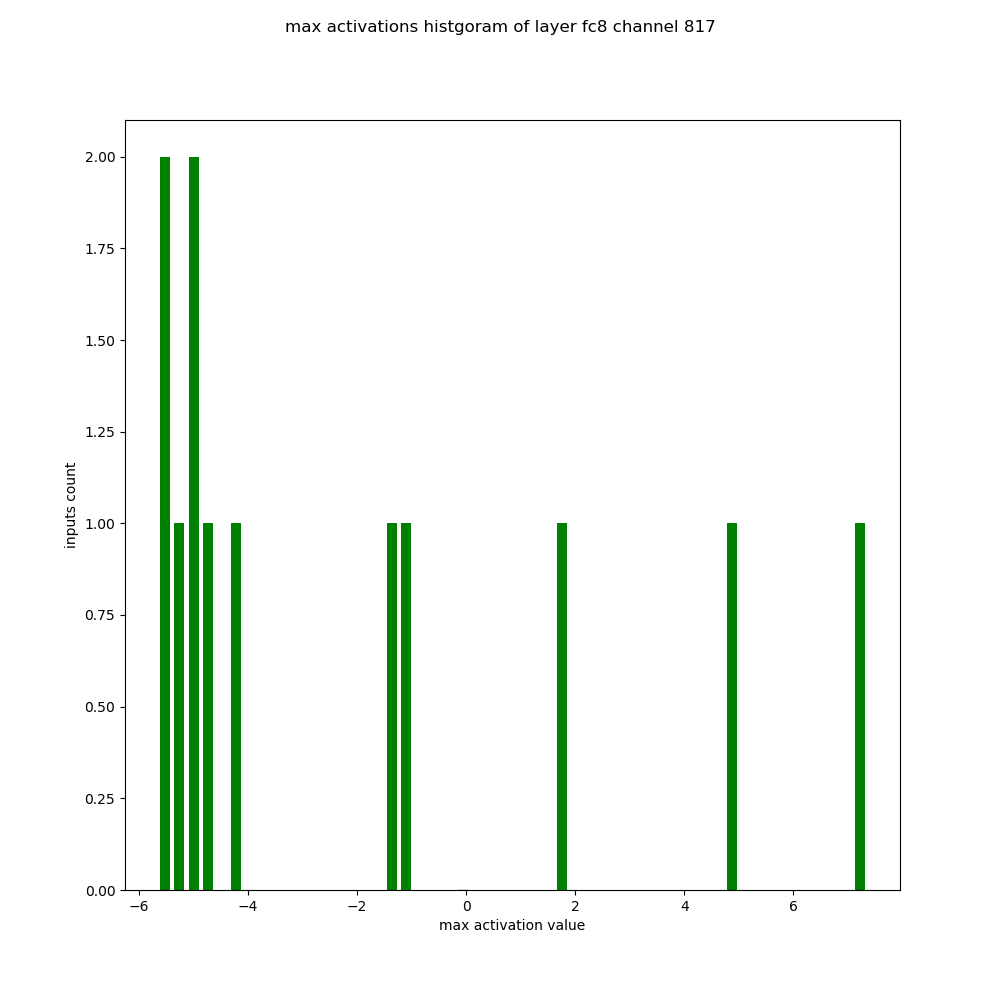 max activations histgoram of layer fc8 channel 817
2.00
1.75
1.50
1.25
1.00
0.75
0.50
0.25
0.00
inputs count
−6 −4 −2 0 2 4 6
max activation value